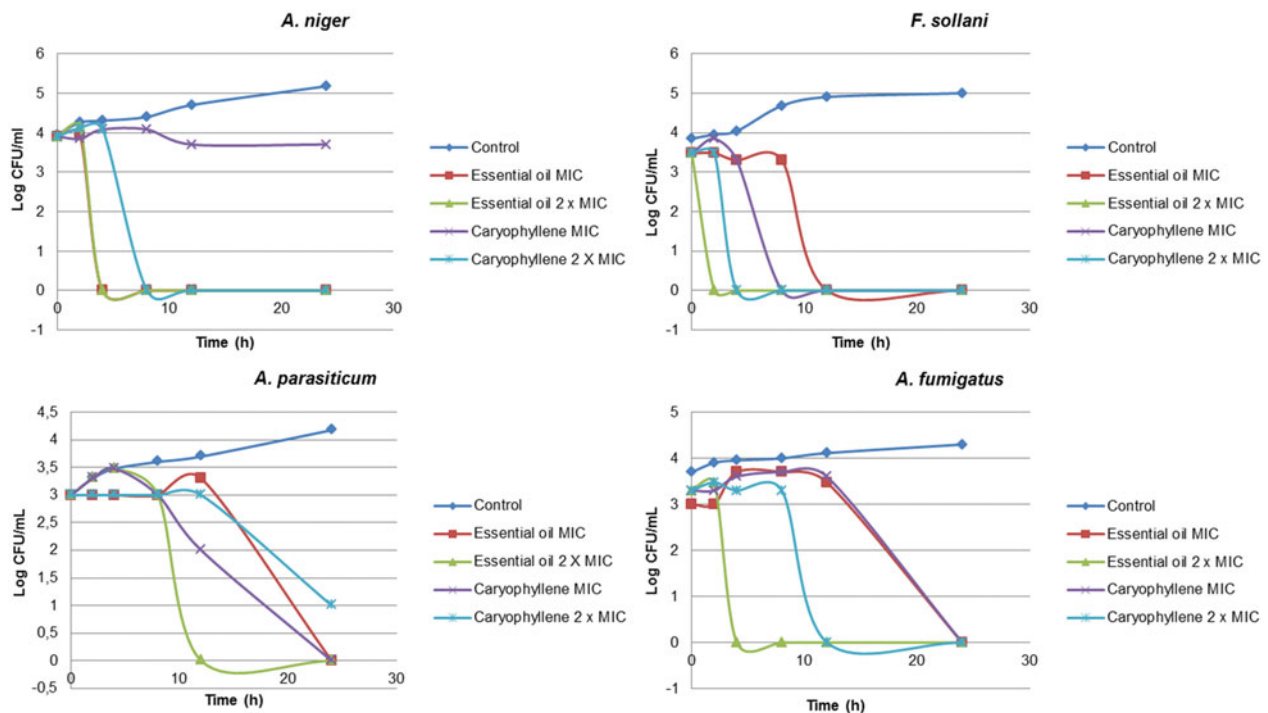 A. niger
6
5
4
3
2
1
0
-1
0
10
20
30
Log CFU/ml
Time (h)
Control
Essential oil MIC
Essential oil 2 x MIC
Caryophyllene MIC
Caryophyllene 2 X MIC
F. sollani
6
5
4
3
2
1
0
-1
0
10
20
30
Log CFU/mL
Time (h)
Control
Essential oil MIC
Essential oil 2 x MIC
Caryophyllene MIC
Caryophyllene 2 x MIC
A. parasiticum
4,5
4
3,5
3
2,5
2
1,5
1
0,5
0
-0,5
0
10
20
30
Log CFU/mL
Time (h)
Control
Essential oil MIC
Essential oil 2 X MIC
Caryophyllene MIC
Caryophyllene 2 x MIC
A. fumigatus
5
4
3
2
1
0
-1
0
10
20
30
Log CFU/mL
Time (h)
Control
Essential oil MIC
Essential oil 2 x MIC
Caryophyllene MIC
Caryophyllene 2 x MIC